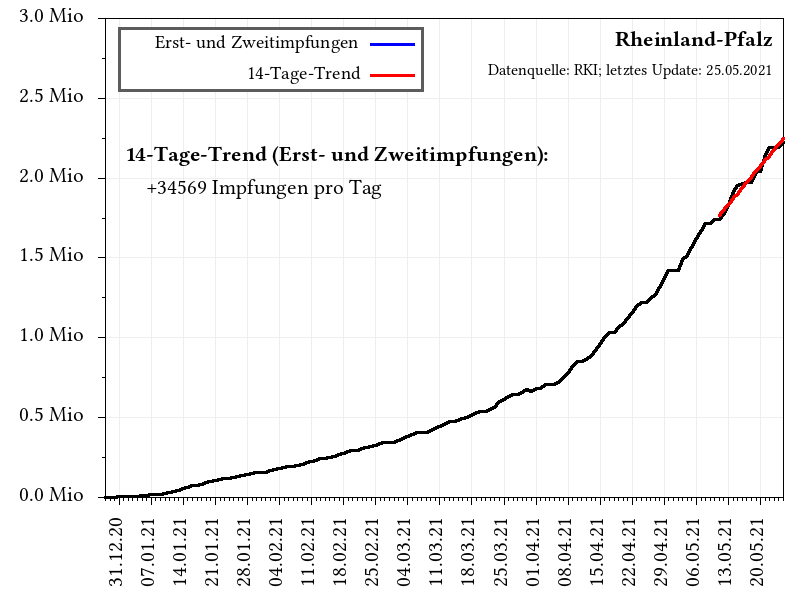 3.0 Mio
2.5 Mio
2.0 Mio
1.5 Mio
1.0 Mio
0.5 Mio
0.0 Mio
Erst- und Zweitimpfungen
14-Tage-Trend
Rheinland-Pfalz
Datenquelle: RKI; letztes Update: 25.05.2021
14-Tage-Trend (Erst- und Zweitimpfungen):
+34569 Impfungen pro Tag
31.12.20
07.01.21
14.01.21
21.01.21
28.01.21
04.02.21
11.02.21
18.02.21
25.02.21
04.03.21
11.03.21
18.03.21
25.03.21
01.04.21
08.04.21
15.04.21
22.04.21
29.04.21
06.05.21
13.05.21
20.05.21